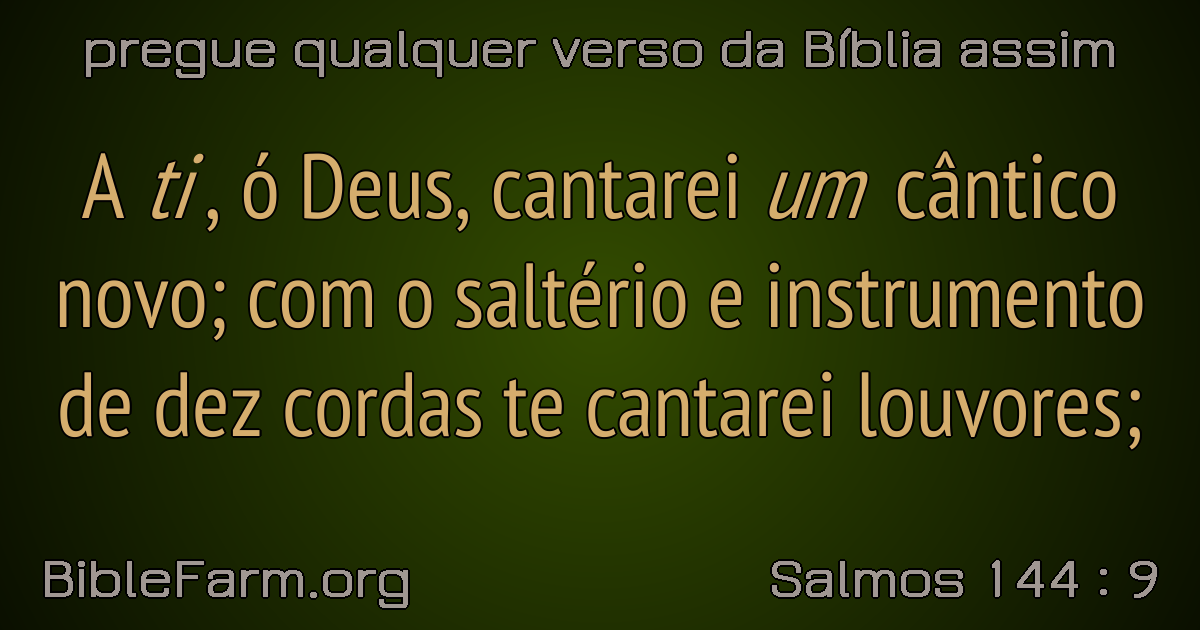 pregue qualquer verso da Bíblia assim
A ti, ó Deus, cantarei um cântico
novo; com o saltério e instrumento
de dez cordas te cantarei louvores;
BibleFarm.org
Salmos 144 : 9